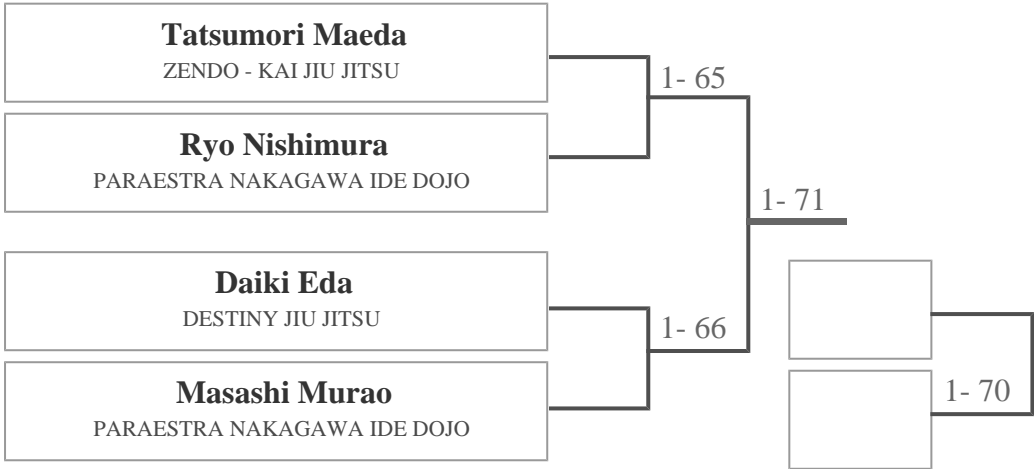 Tatsumori Maeda
ZENDO - KAI JIU JITSU
1- 65
Ryo Nishimura
PARAESTRA NAKAGAWA IDE DOJO
1- 71
Daiki Eda
DESTINY JIU JITSU
1- 66
Masashi Murao
PARAESTRA NAKAGAWA IDE DOJO
1- 70